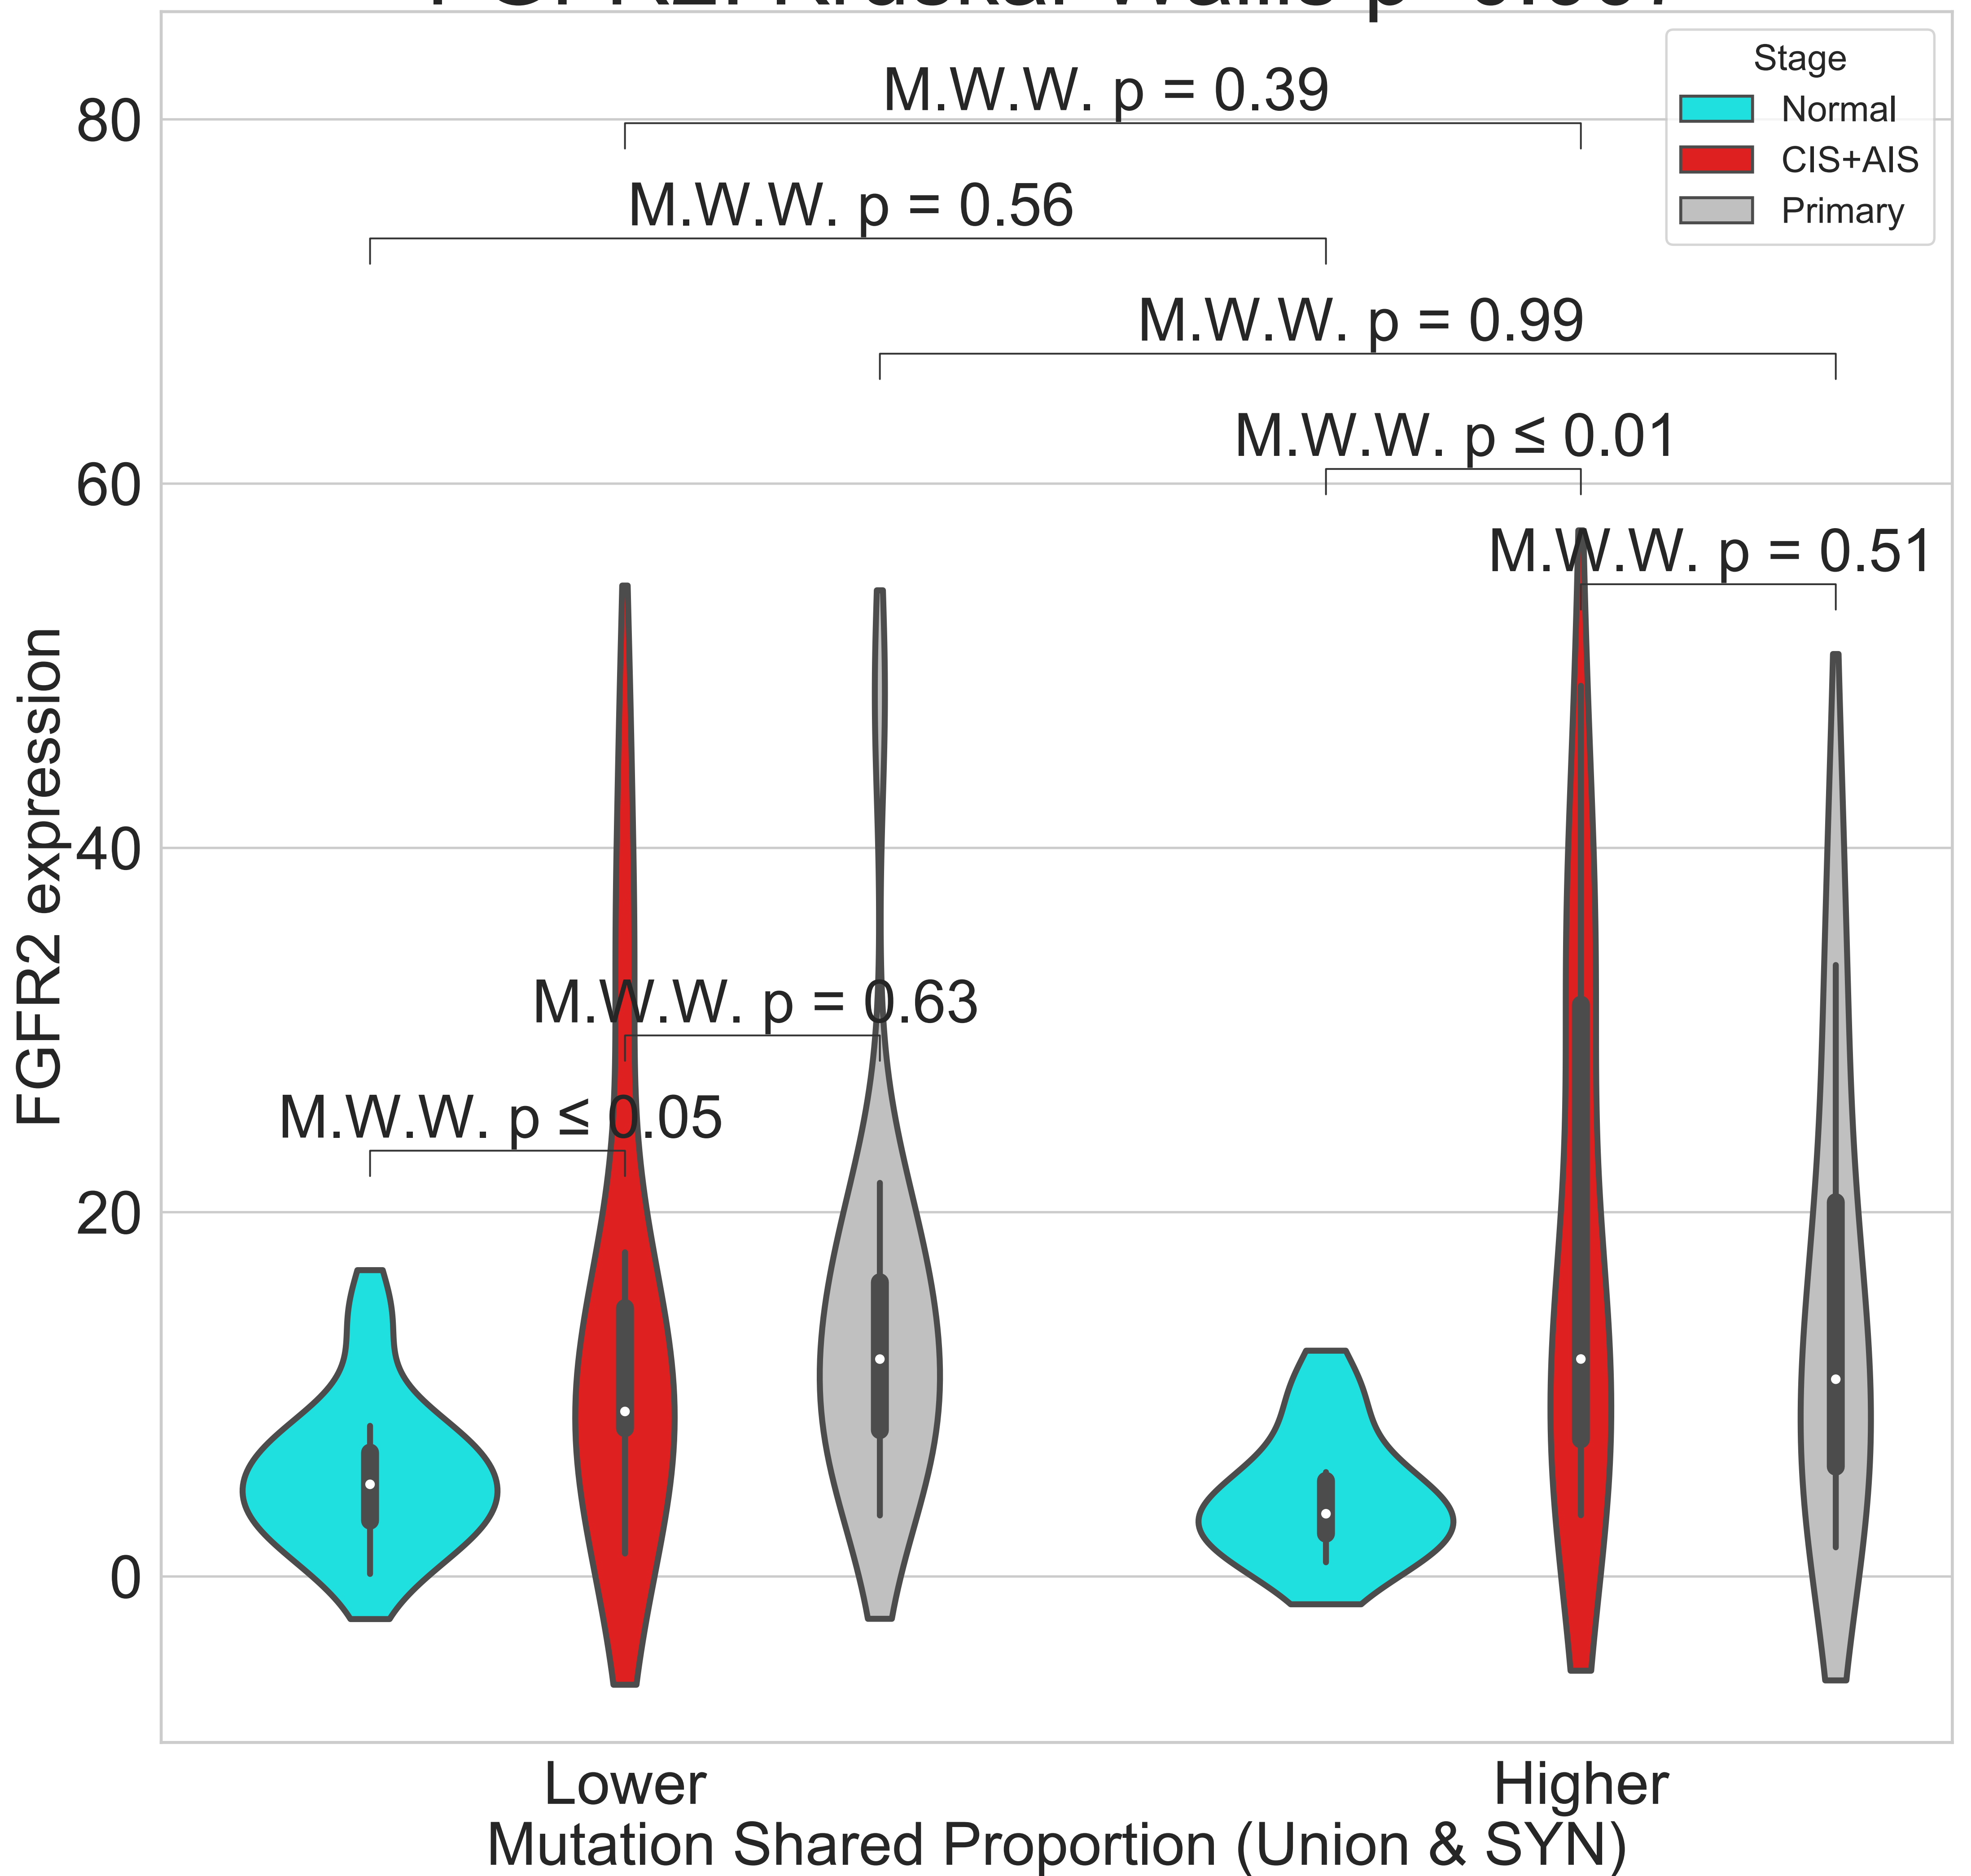 Stage
Normal
CIS+AIS
Primary
M.W.W. p = 0.39
M.W.W. p = 0.56
M.W.W. p = 0.99
M.W.W. p ≤ 0.01
M.W.W. p = 0.51
M.W.W. p = 0.63
M.W.W. p ≤ 0.05
80
60
40
20
0
FGFR2 expression
Lower
Higher
Mutation Shared Proportion (Union & SYN)